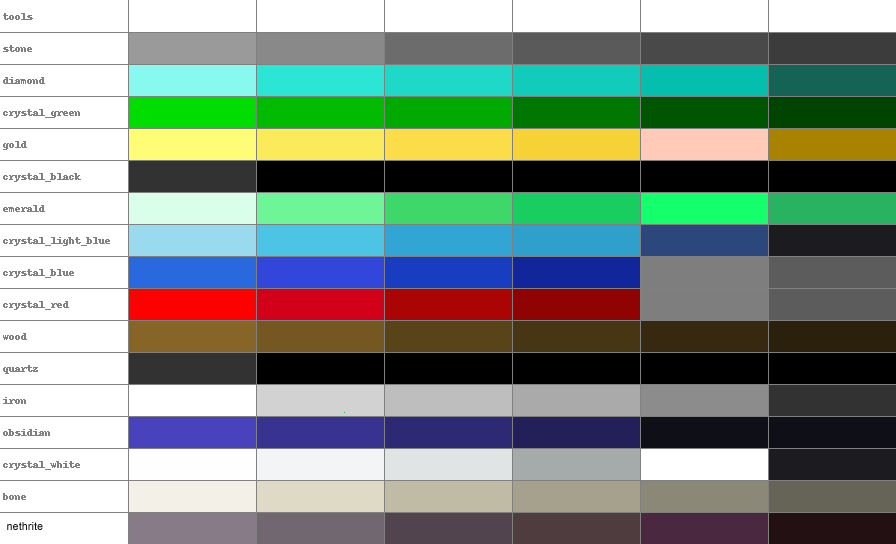 tools
stone
diamond
crystal_green
gold
crystal_black
emerald
crystal_light_blue
crystal_blue
crystal_red
wood
quartz
iron
obsidian
crystal_white
bone
nethrite